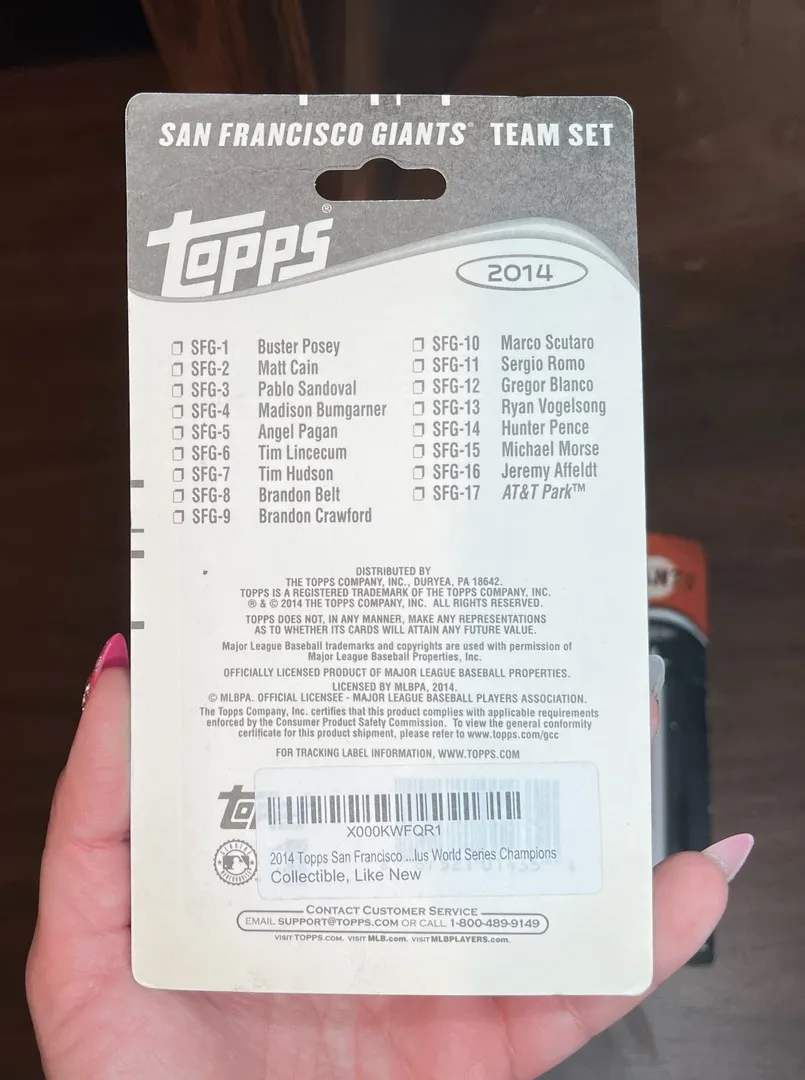 SAN FRANCISCO GIANTS® TEAM SET
Topps®
2014
SFG-1 Buster Posey
SFG-2 Matt Cain
SFG-3 Pablo Sandoval
SFG-4 Madison Bumgarner
SFG-5 Angel Pagan
SFG-6 Tim Lincecum
SFG-7 Tim Hudson
SFG-8 Brandon Belt
SFG-9 Brandon Crawford
SFG-10 Marco Scutaro
SFG-11 Sergio Romo
SFG-12 Gregor Blanco
SFG-13 Ryan Vogelsong
SFG-14 Hunter Pence
SFG-15 Michael Morse
SFG-16 Jeremy Affeldt
SFG-17 AT&T Park™
DISTRIBUTED BY
THE TOPPS COMPANY, INC., DURYEA, PA 18642.
TOPPS IS A REGISTERED TRADEMARK OF THE TOPPS COMPANY, INC.
® & © 2014 THE TOPPS COMPANY, INC. ALL RIGHTS RESERVED.
TOPPS DOES NOT, IN ANY MANNER, MAKE ANY REPRESENTATIONS
AS TO WHETHER ITS CARDS WILL ATTAIN ANY FUTURE VALUE.
Major League Baseball trademarks and copyrights are used with permission of
Major League Baseball Properties, Inc.
OFFICIALLY LICENSED PRODUCT OF MAJOR LEAGUE BASEBALL PROPERTIES.
LICENSED BY MLBPA, 2014.
© MLBPA. OFFICIAL LICENSEE - MAJOR LEAGUE BASEBALL PLAYERS ASSOCIATION.
The Topps Company, Inc. certifies that this product complies with applicable requirements
enforced by the Consumer Product Safety Commission. To view the general conformity
certificate for this product shipment, please refer to www.topps.com/gcc
FOR TRACKING LABEL INFORMATION, WWW.TOPPS.COM
X000KWFQR1
2014 Topps San Francisco ...lus World Series Champions
Collectible, Like New
CONTACT CUSTOMER SERVICE
EMAIL SUPPORT@TOPPS.COM OR CALL 1-800-489-9149
VISIT TOPPS.COM. VISIT MLB.com. VISIT MLBPLAYERS.com.